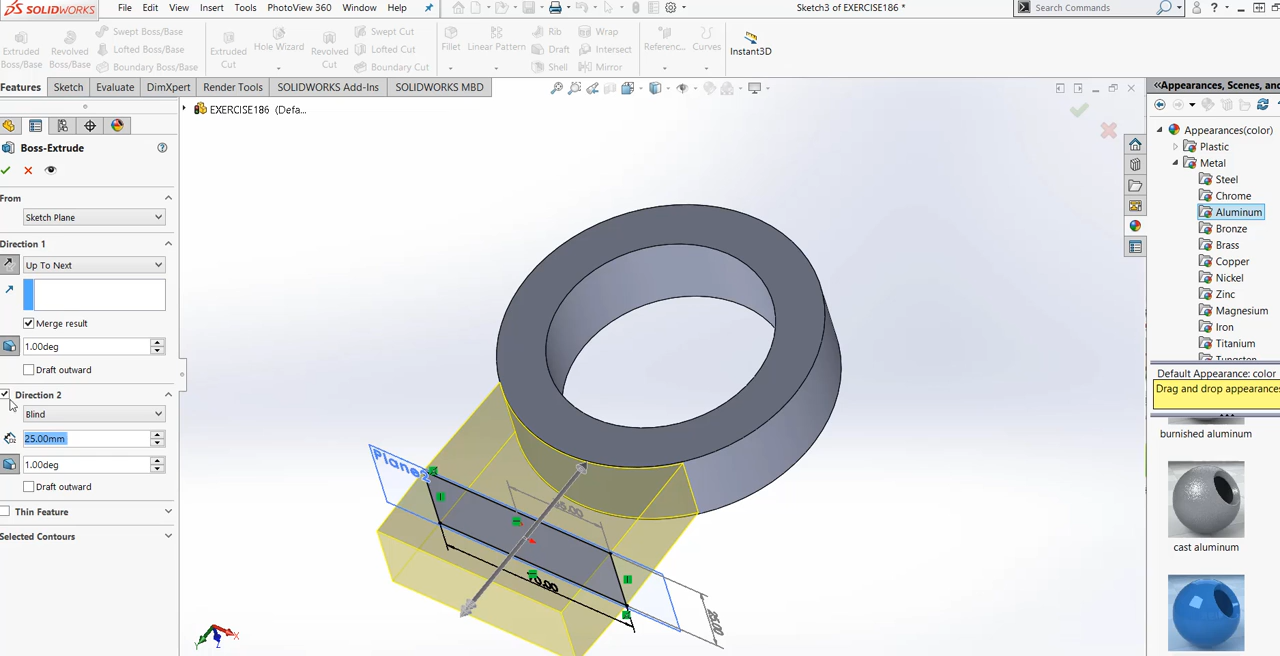 SOLIDWORKS File Edit View Insert Tools PhotoView 360 Window Help Sketch3 of EXERCISE186 * Search Commands
Extruded Boss/Base
Revolved Boss/Base
Swept Boss/Base
Lofted Boss/Base
Boundary Boss/Base
Extruded Cut
Hole Wizard
Revolved Cut
Swept Cut
Lofted Cut
Boundary Cut
Fillet
Linear Pattern
Rib
Draft
Shell
Wrap
Intersect
Mirror
Referenc...
Curves
Instant3D
Features Sketch Evaluate DimXpert Render Tools SOLIDWORKS Add-Ins SOLIDWORKS MBD
EXERCISE186 (Defa...
Boss-Extrude
From
Sketch Plane
Direction 1
Up To Next
Merge result
1.00deg
Draft outward
Direction 2
Blind
25.00mm
1.00deg
Draft outward
Thin Feature
Selected Contours
Plane2
25.00
Z
X
<<Appearances, Scenes, and
Appearances(color)
Plastic
Metal
Steel
Chrome
Aluminum
Bronze
Brass
Copper
Nickel
Zinc
Magnesium
Iron
Titanium
Tungsten
Default Appearance: color
Drag and drop appearances
burnished aluminum
cast aluminum